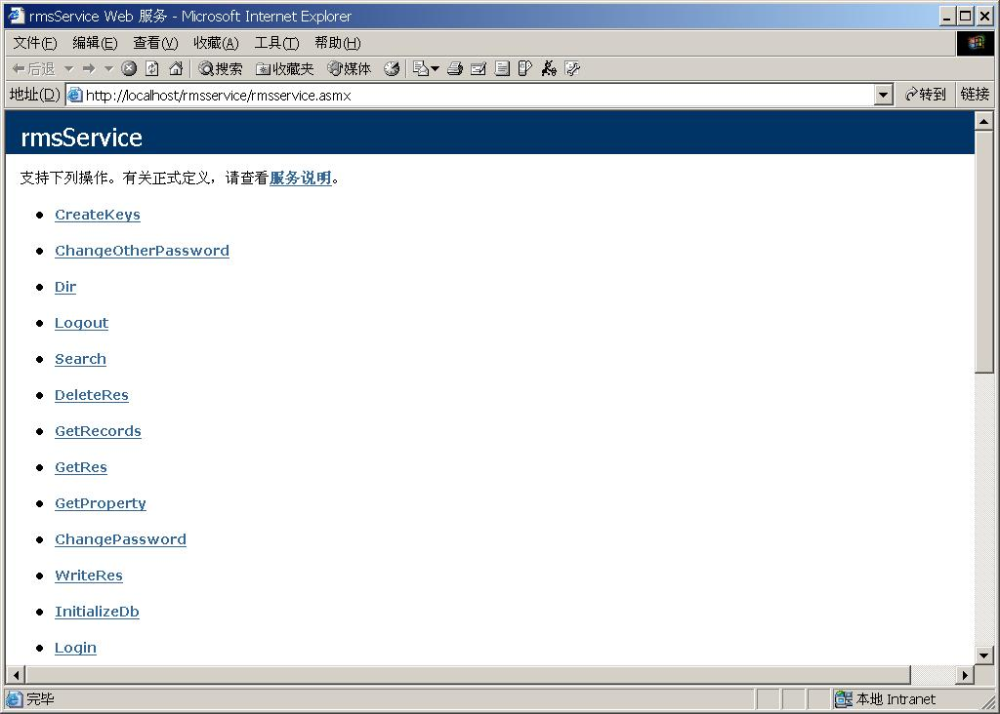 rmsService Web 服务 - Microsoft Internet Explorer
文件(F) 编辑(E) 查看(V) 收藏(A) 工具(T) 帮助(H)
后退 搜索 收藏夹 媒体
地址(D) http://localhost/rmsservice/rmsservice.asmx 转到 链接
rmsService
支持下列操作。有关正式定义，请查看服务说明。
CreateKeys
ChangeOtherPassword
Dir
Logout
Search
DeleteRes
GetRecords
GetRes
GetProperty
ChangePassword
WriteRes
InitializeDb
Login
完毕 本地 Intranet